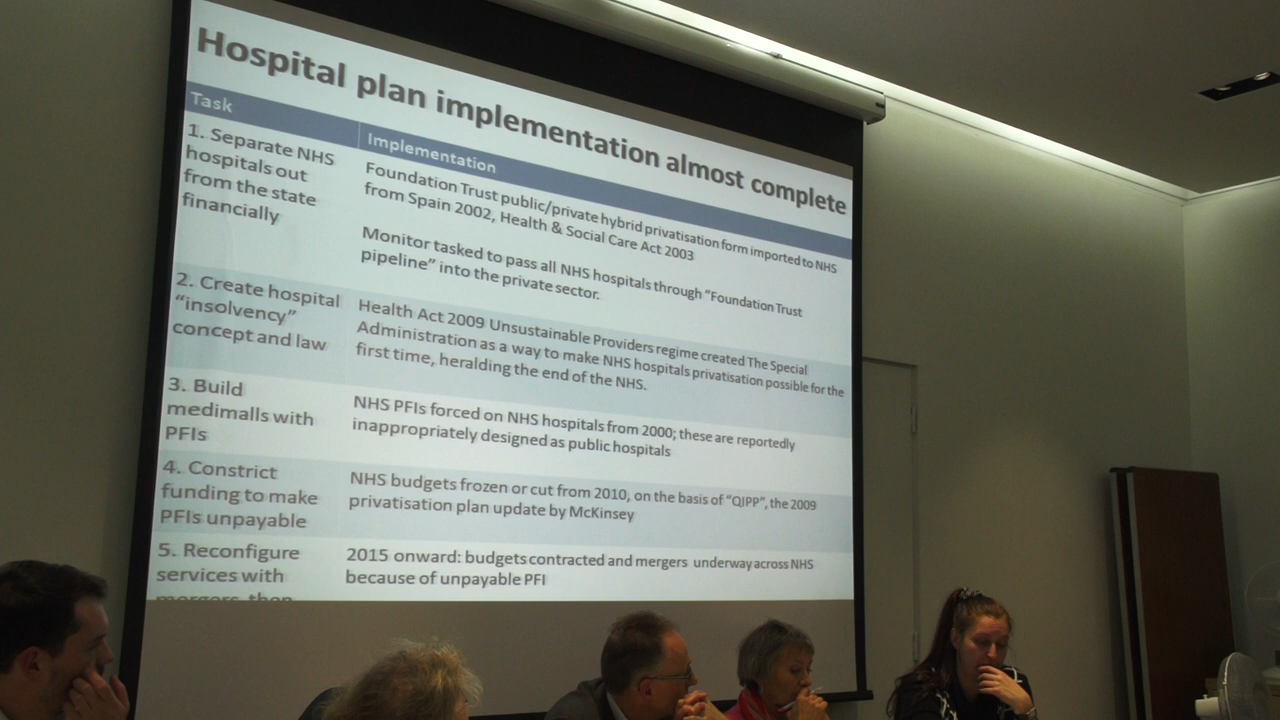 Hospital plan implementation almost complete
Task
Implementation
1. Separate NHS
hospitals out
from the state
financially
Foundation Trust public/private hybrid privatisation form imported to NHS
from Spain 2002, Health & Social Care Act 2003
Monitor tasked to pass all NHS hospitals through “Foundation Trust
pipeline” into the private sector.
2. Create hospital
“insolvency”
concept and law
Health Act 2009 Unsustainable Providers regime created The Special
Administration as a way to make NHS hospitals privatisation possible for the
first time, heralding the end of the NHS.
3. Build
medimalls with
PFIs
NHS PFIs forced on NHS hospitals from 2000; these are reportedly
inappropriately designed as public hospitals
4. Constrict
funding to make
PFIs unpayable
NHS budgets frozen or cut from 2010, on the basis of “QIPP”, the 2009
privatisation plan update by McKinsey
5. Reconfigure
services with
mergers, then
2015 onward: budgets contracted and mergers underway across NHS
because of unpayable PFI